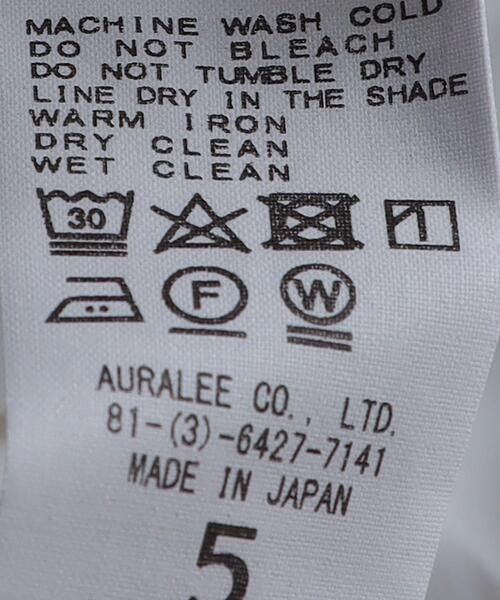 MACHINE WASH COLD
DO NOT BLEACH
DO NOT TUMBLE DRY
LINE DRY IN THE SHADE
WARM IRON
DRY CLEAN
WET CLEAN
30
F W
AURALEE CO., LTD.
81-(3)-6427-7141
MADE IN JAPAN
5